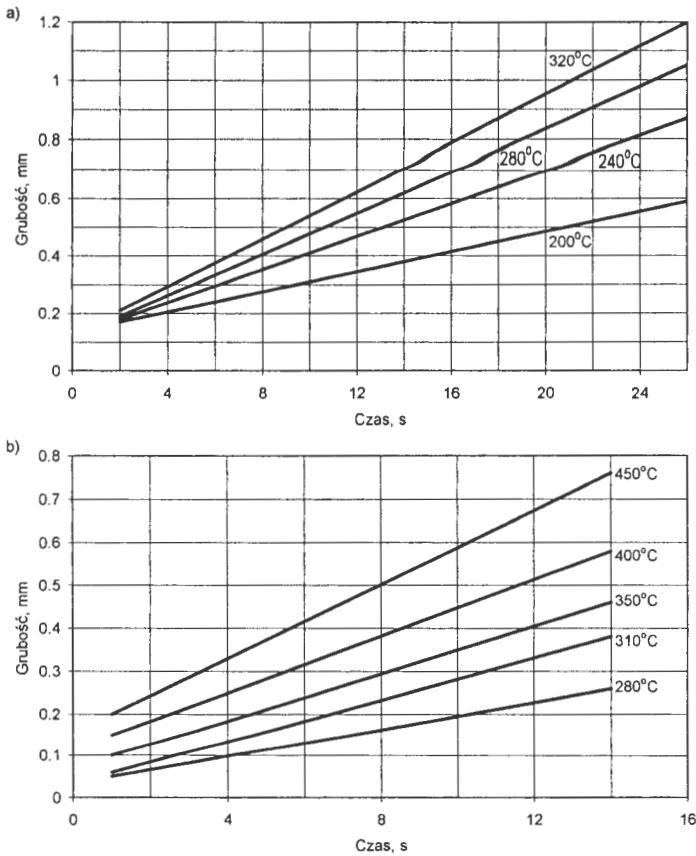 a)
1.2
1
0.8
0.6
0.4
0.2
0
Grubość, mm
320°C
280°C
240°C
200°C
0 4 8 12 16 20 24
Czas, s
b)
0.8
0.7
0.6
0.5
0.4
0.3
0.2
0.1
0
Grubość, mm
450°C
400°C
350°C
310°C
280°C
0 4 8 12 16
Czas, s